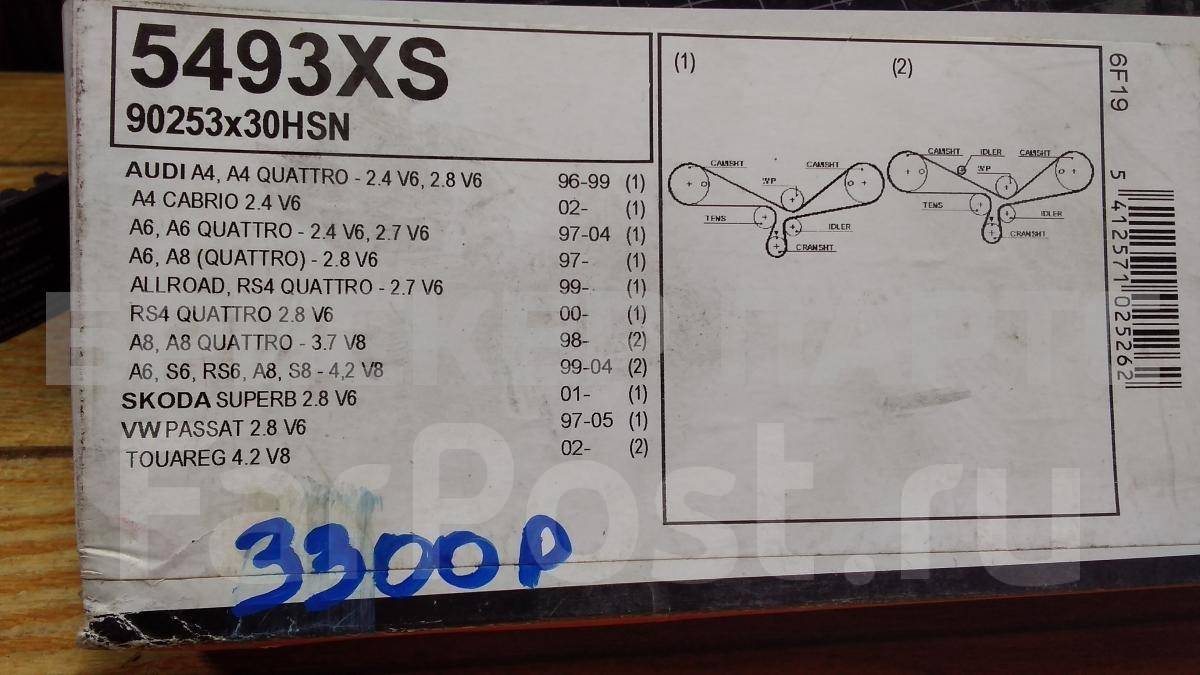 5493XS
90253x30HSN
AUDI A4, A4 QUATTRO - 2.4 V6, 2.8 V6 96-99 (1)
A4 CABRIO 2.4 V6 02- (1)
A6, A6 QUATTRO - 2.4 V6, 2.7 V6 97-04 (1)
A6, A8 (QUATTRO) - 2.8 V6 97- (1)
ALLROAD, RS4 QUATTRO - 2.7 V6 99- (1)
RS4 QUATTRO 2.8 V6 00- (1)
A8, A8 QUATTRO - 3.7 V8 98- (2)
A6, S6, RS6, A8, S8 - 4,2 V8 99-04 (2)
SKODA SUPERB 2.8 V6 01- (1)
VW PASSAT 2.8 V6 97-05 (1)
TOUAREG 4.2 V8 02- (2)
3300р
(1)
CAMSHT CAMSHT
WP
TENS
IDLER
CRANSHT
(2)
CAMSHT IDLER CAMSHT
WP
TENS
IDLER
CRANSHT
6F19
5 412571 025262
FarPost.ru